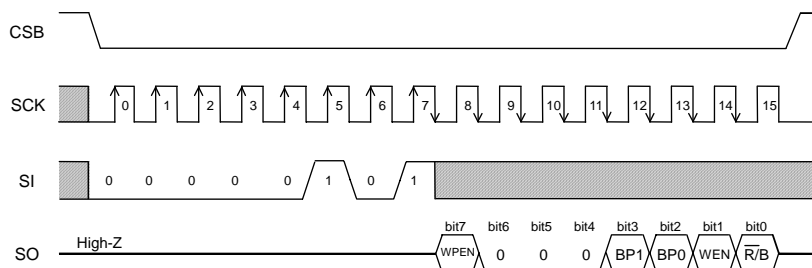 CSB
SCK 0 1 2 3 4 5 6 7 8 9 10 11 12 13 14 15
SI 0 0 0 0 0 1 0 1
bit7 bit6 bit5 bit4 bit3 bit2 bit1 bit0
SO High-Z WPEN 0 0 0 BP1 BP0 WEN R̅/B